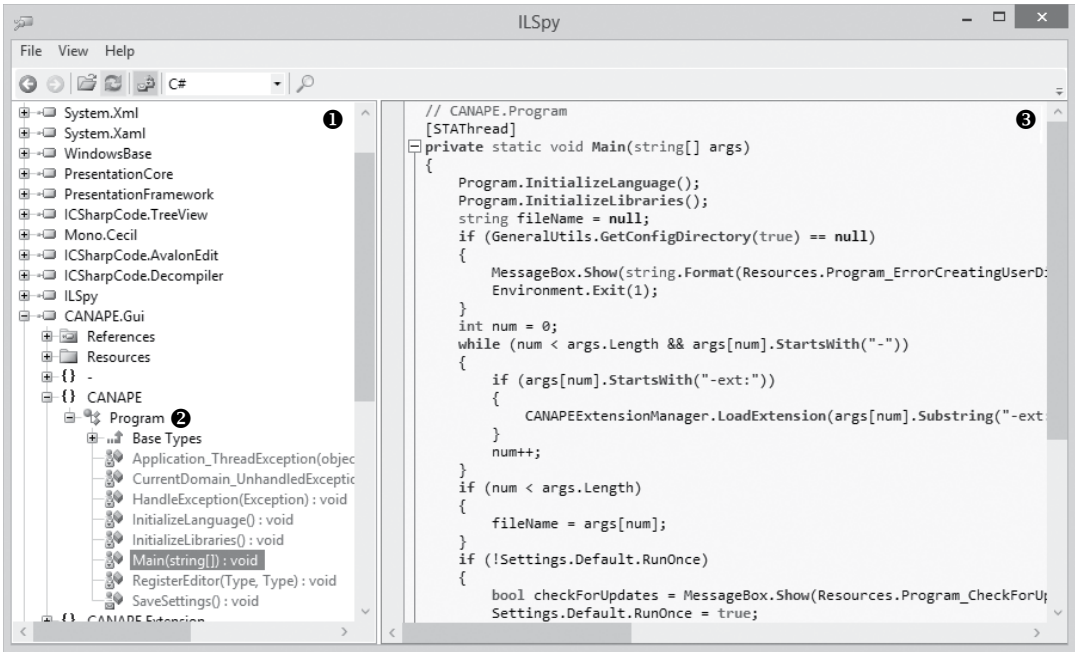 ILSpy
File View Help
C#
System.Xml
System.Xaml
WindowsBase
PresentationCore
PresentationFramework
ICSharpCode.TreeView
Mono.Cecil
ICSharpCode.AvalonEdit
ICSharpCode.Decompiler
ILSpy
CANAPE.Gui
References
Resources
{} -
{} CANAPE
Program ❷
Base Types
Application_ThreadException(objec
CurrentDomain_UnhandledExceptic
HandleException(Exception) : void
InitializeLanguage() : void
InitializeLibraries() : void
Main(string[]) : void
RegisterEditor(Type, Type) : void
SaveSettings() : void
{} CANAPE.Extension
❶
❸
// CANAPE.Program
[STAThread]
private static void Main(string[] args)
{
Program.InitializeLanguage();
Program.InitializeLibraries();
string fileName = null;
if (GeneralUtils.GetConfigDirectory(true) == null)
{
MessageBox.Show(string.Format(Resources.Program_ErrorCreatingUserDi
Environment.Exit(1);
}
int num = 0;
while (num < args.Length && args[num].StartsWith("-"))
{
if (args[num].StartsWith("-ext:"))
{
CANAPEExtensionManager.LoadExtension(args[num].Substring("-ext:
}
num++;
}
if (num < args.Length)
{
fileName = args[num];
}
if (!Settings.Default.RunOnce)
{
bool checkForUpdates = MessageBox.Show(Resources.Program_CheckForUp
Settings.Default.RunOnce = true;